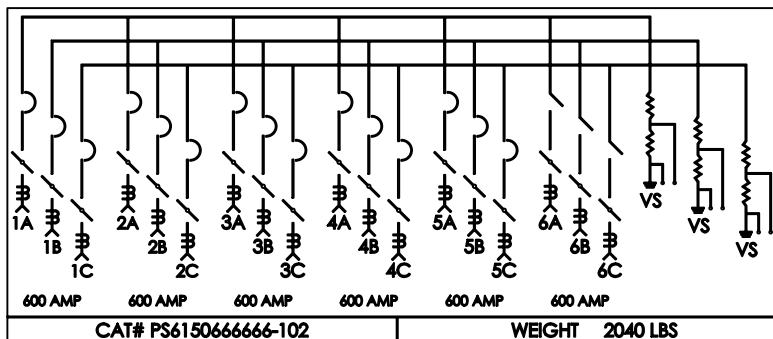 1A 2A 3A 4A 5A 6A VS
1B 2B 3B 4B 5B 6B VS
1C 2C 3C 4C 5C 6C VS
600 AMP 600 AMP 600 AMP 600 AMP 600 AMP 600 AMP
CAT# PS6150666666-102 WEIGHT 2040 LBS